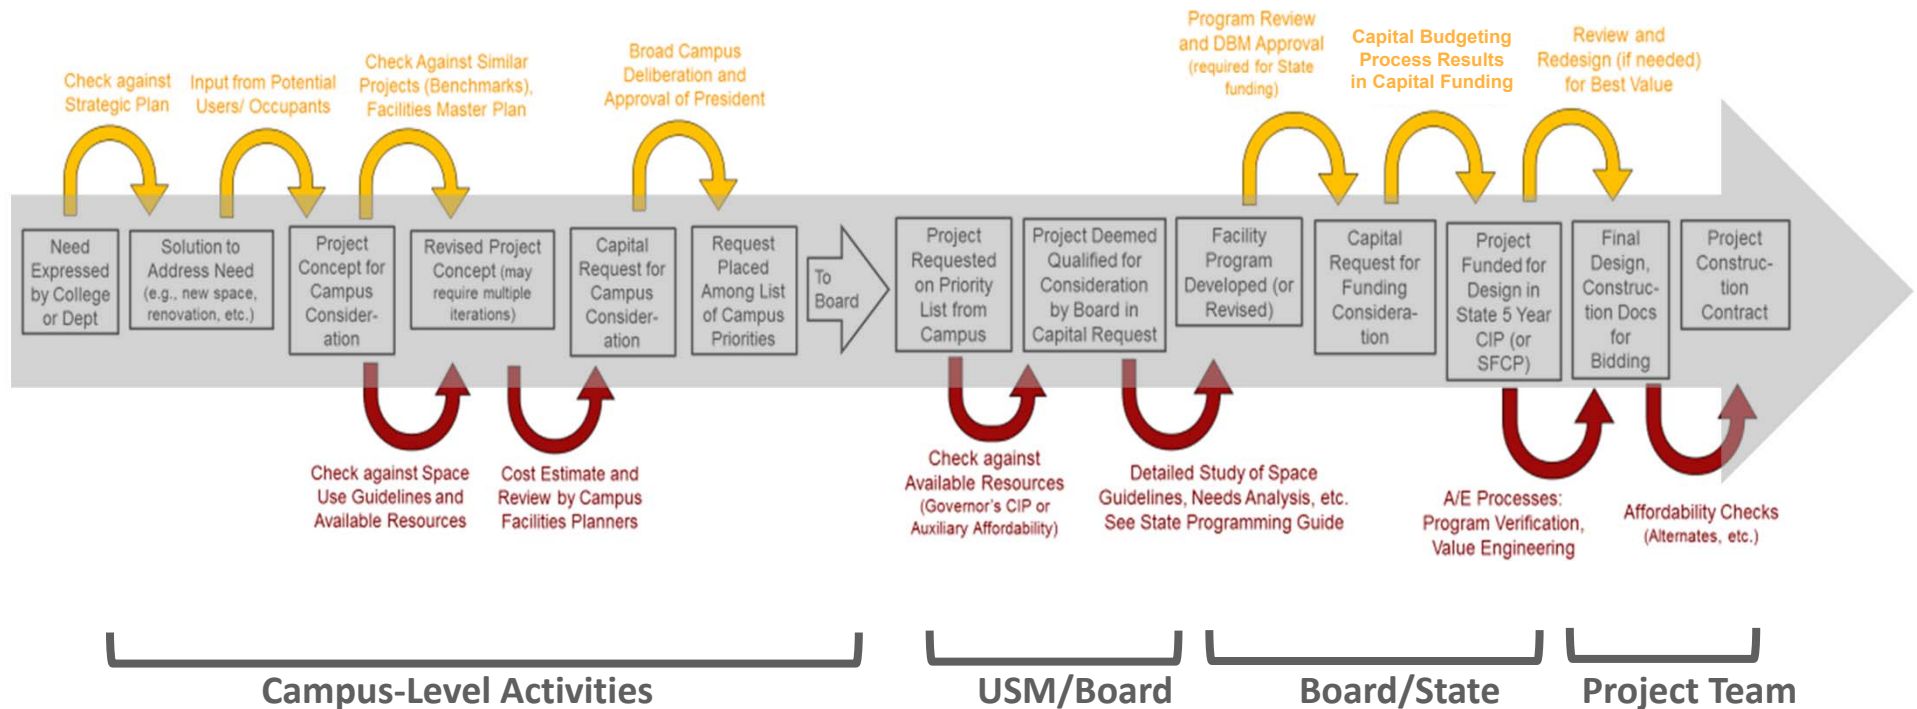 Check against
Strategic Plan
Input from Potential
Users/ Occupants
Check Against Similar
Projects (Benchmarks),
Facilities Master Plan
Broad Campus
Deliberation and
Approval of President
Program Review
and DBM Approval
(required for State
funding)
Capital Budgeting
Process Results
in Capital Funding
Review and
Redesign (if needed)
for Best Value
Need
Expressed
by College
or Dept
Solution to
Address Need
(e.g., new space,
renovation, etc.)
Project
Concept for
Campus
Consider-
ation
Revised Project
Concept (may
require multiple
iterations)
Capital
Request for
Campus
Consider-
ation
Request
Placed
Among List
of Campus
Priorities
To
Board
Project
Requested
on Priority
List from
Campus
Project Deemed
Qualified for
Consideration
by Board in
Capital Request
Facility
Program
Developed (or
Revised)
Capital
Request for
Funding
Considera-
tion
Project
Funded for
Design in
State 5 Year
CIP (or
SFCP)
Final
Design,
Construc-
tion Docs
for
Bidding
Project
Construc-
tion
Contract
Check against Space
Use Guidelines and
Available Resources
Cost Estimate and
Review by Campus
Facilities Planners
Check against
Available Resources
(Governor's CIP or
Auxiliary Affordability)
Detailed Study of Space
Guidelines, Needs Analysis, etc.
See State Programming Guide
A/E Processes:
Program Verification,
Value Engineering
Affordability Checks
(Alternates, etc.)
Campus-Level Activities
USM/Board
Board/State
Project Team